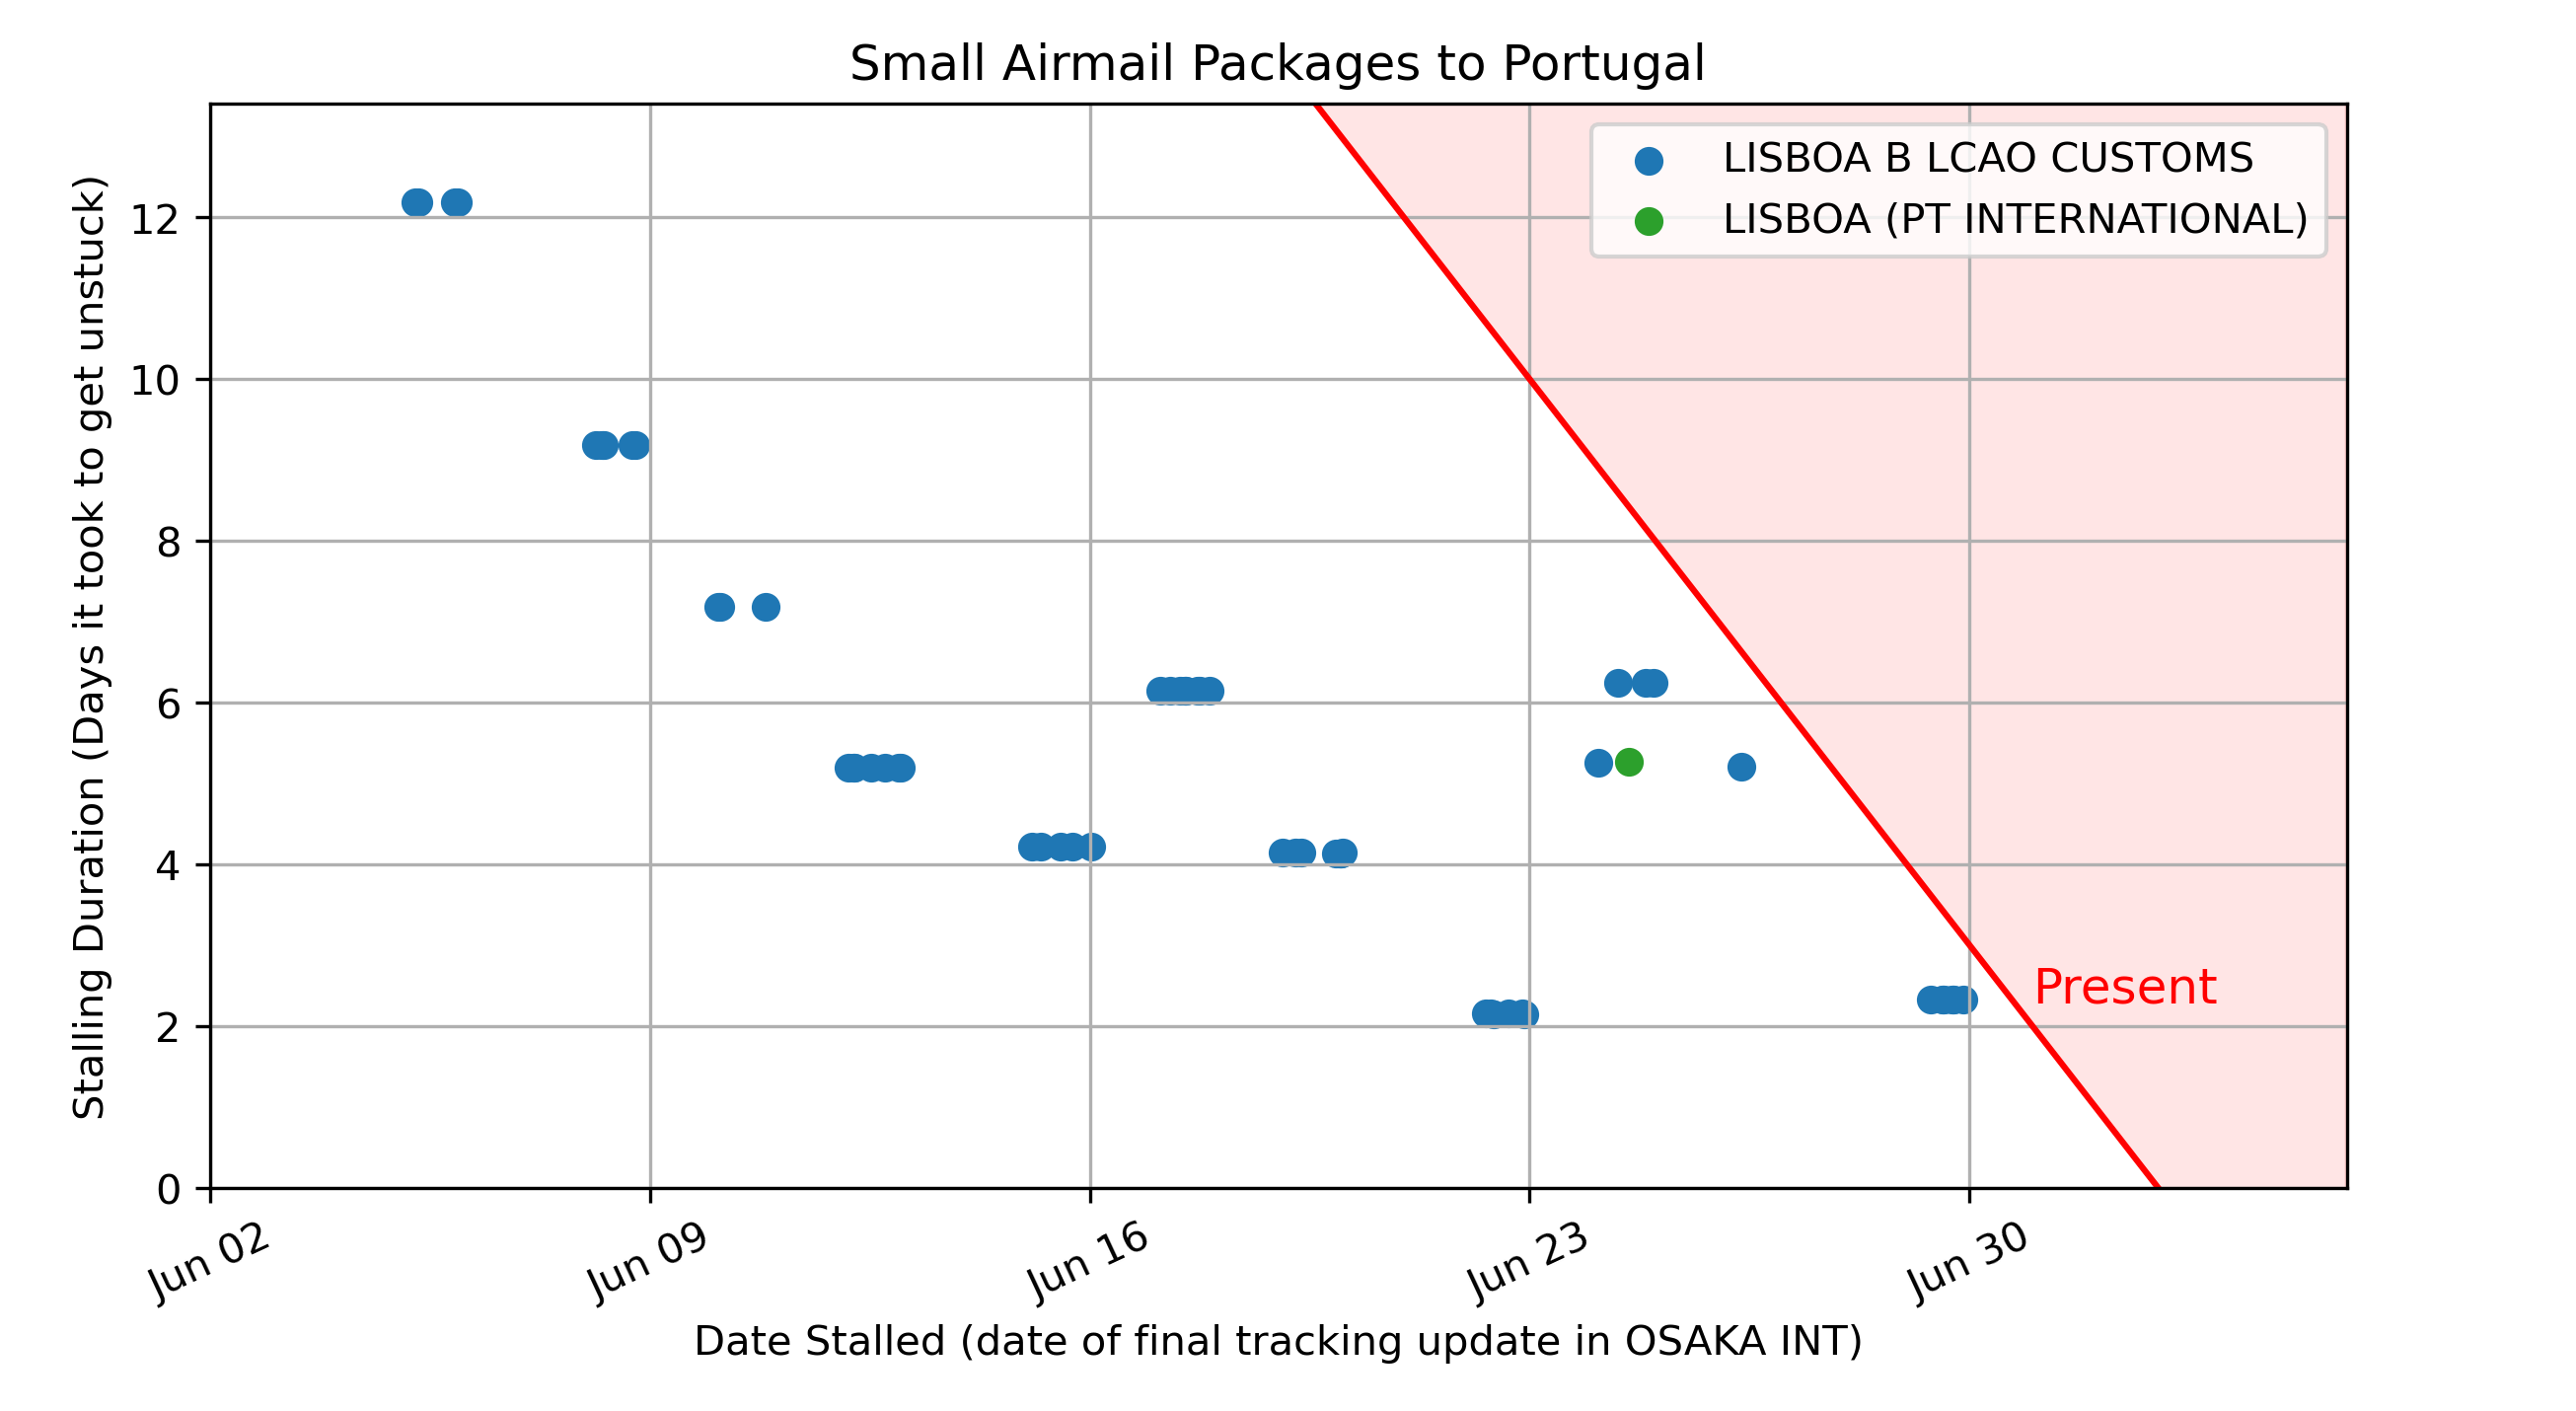 Small Airmail Packages to Portugal
LISBOA B LCAO CUSTOMS
LISBOA (PT INTERNATIONAL)
Stalling Duration (Days it took to get unstuck)
12
10
8
6
4
2
0
Present
Jun 02
Jun 09
Jun 16
Jun 23
Jun 30
Date Stalled (date of final tracking update in OSAKA INT)